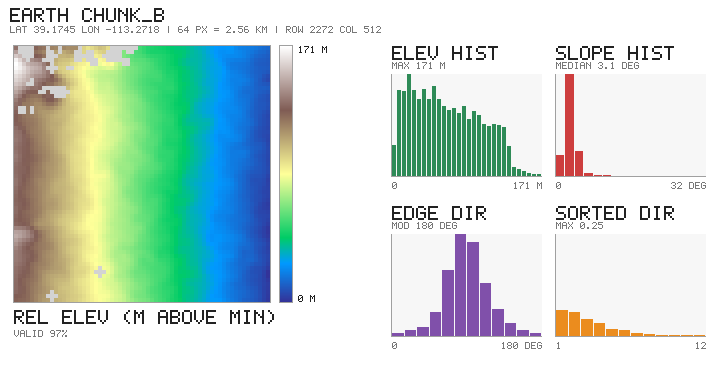 EARTH CHUNK_B
LAT 39.1745 LON -113.2718 | 64 PX = 2.56 KM | ROW 2272 COL 512
171 M
0 M
REL ELEV (M ABOVE MIN)
VALID 97%
ELEV HIST
MAX 171 M
0 171 M
SLOPE HIST
MEDIAN 3.1 DEG
0 32 DEG
EDGE DIR
MOD 180 DEG
0 180 DEG
SORTED DIR
MAX 0.25
1 12